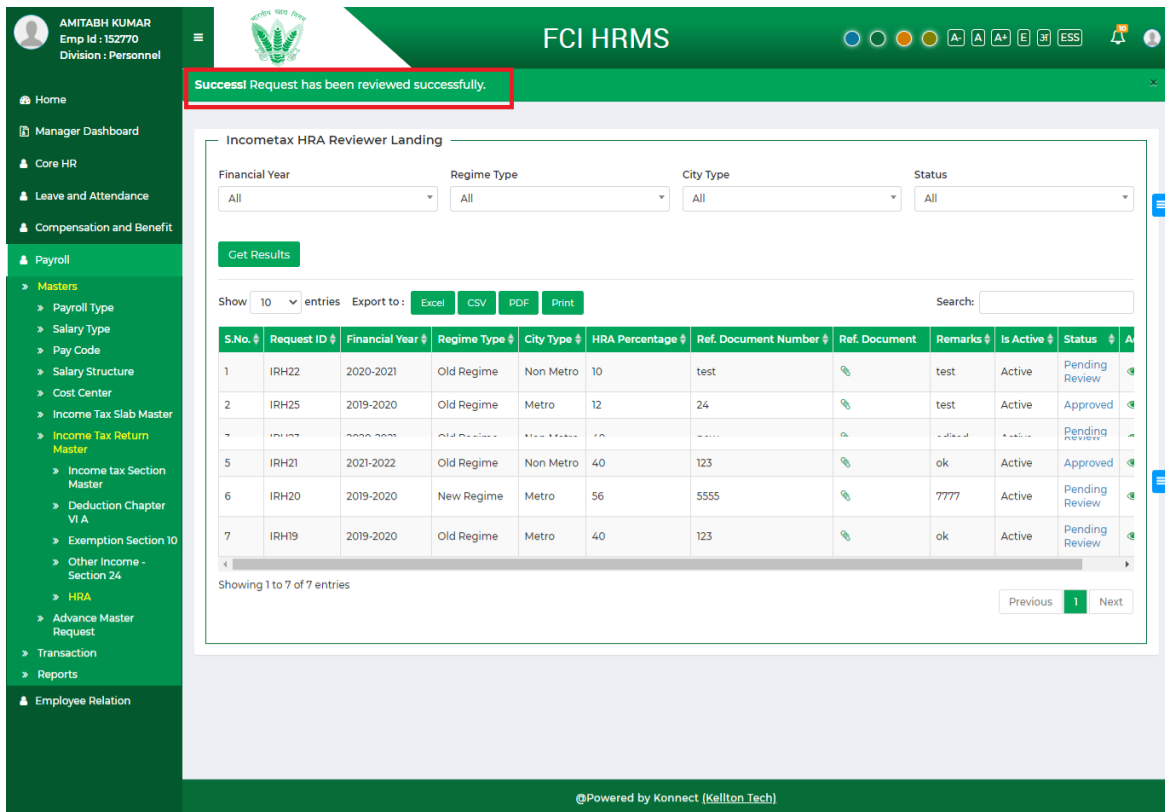 AMITABH KUMAR
Emp Id : 152770
Division : Personnel
भारतीय खाद्य निगम
FCI HRMS
A- A A+ E अ ESS
10
Success! Request has been reviewed successfully.
×
Home
Manager Dashboard
Core HR
Leave and Attendance
Compensation and Benefit
Payroll
Masters
Payroll Type
Salary Type
Pay Code
Salary Structure
Cost Center
Income Tax Slab Master
Income Tax Return
Master
Income tax Section
Master
Deduction Chapter
VI A
Exemption Section 10
Other Income -
Section 24
HRA
Advance Master
Request
Transaction
Reports
Employee Relation
Incometax HRA Reviewer Landing
Financial Year Regime Type City Type Status
All All All All
Get Results
Show 10 entries Export to : Excel CSV PDF Print Search:
S.No. Request ID Financial Year Regime Type City Type HRA Percentage Ref. Document Number Ref. Document Remarks Is Active Status
1 IRH22 2020-2021 Old Regime Non Metro 10 test test Active Pending
Review
2 IRH25 2019-2020 Old Regime Metro 12 24 test Active Approved
Pending
Review
5 IRH21 2021-2022 Old Regime Non Metro 40 123 ok Active Approved
6 IRH20 2019-2020 New Regime Metro 56 5555 7777 Active Pending
Review
7 IRH19 2019-2020 Old Regime Metro 40 123 ok Active Pending
Review
Showing 1 to 7 of 7 entries
Previous 1 Next
@Powered by Konnect (Kellton Tech)